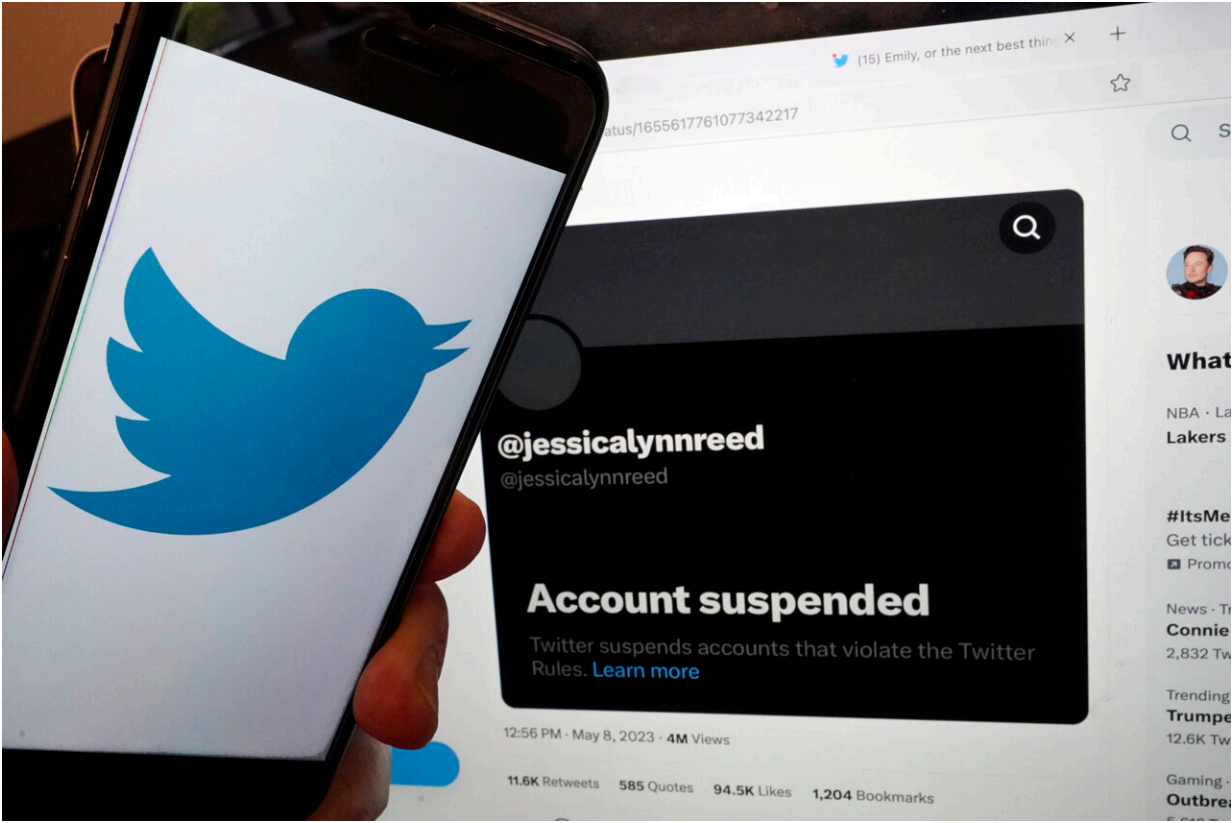 (15) Emily, or the next best thin
atus/1655617761077342217
@jessicalynnreed
@jessicalynnreed
Account suspended
Twitter suspends accounts that violate the Twitter
Rules. Learn more
12:56 PM · May 8, 2023 · 4M Views
11.6K Retweets 585 Quotes 94.5K Likes 1,204 Bookmarks
S
What
NBA · La
Lakers
#ItsMe
Get tick
Promo
News · Tr
Connie
2,832 Tw
Trending
Trumpe
12.6K Tw
Gaming ·
Outbrea